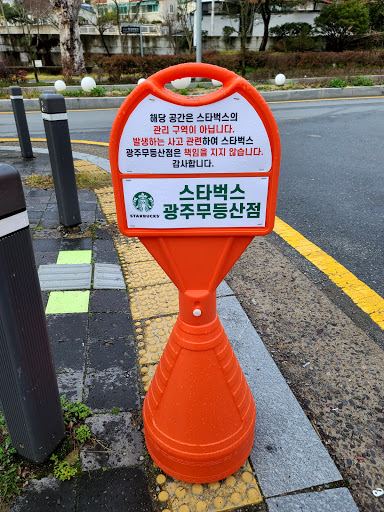 해당 공간은 스타벅스의
관리 구역이 아닙니다.
발생하는 사고 관련하여 스타벅스
광주무등산점은 책임을 지지 않습니다.
감사합니다.
STARBUCKS
스타벅스
광주무등산점